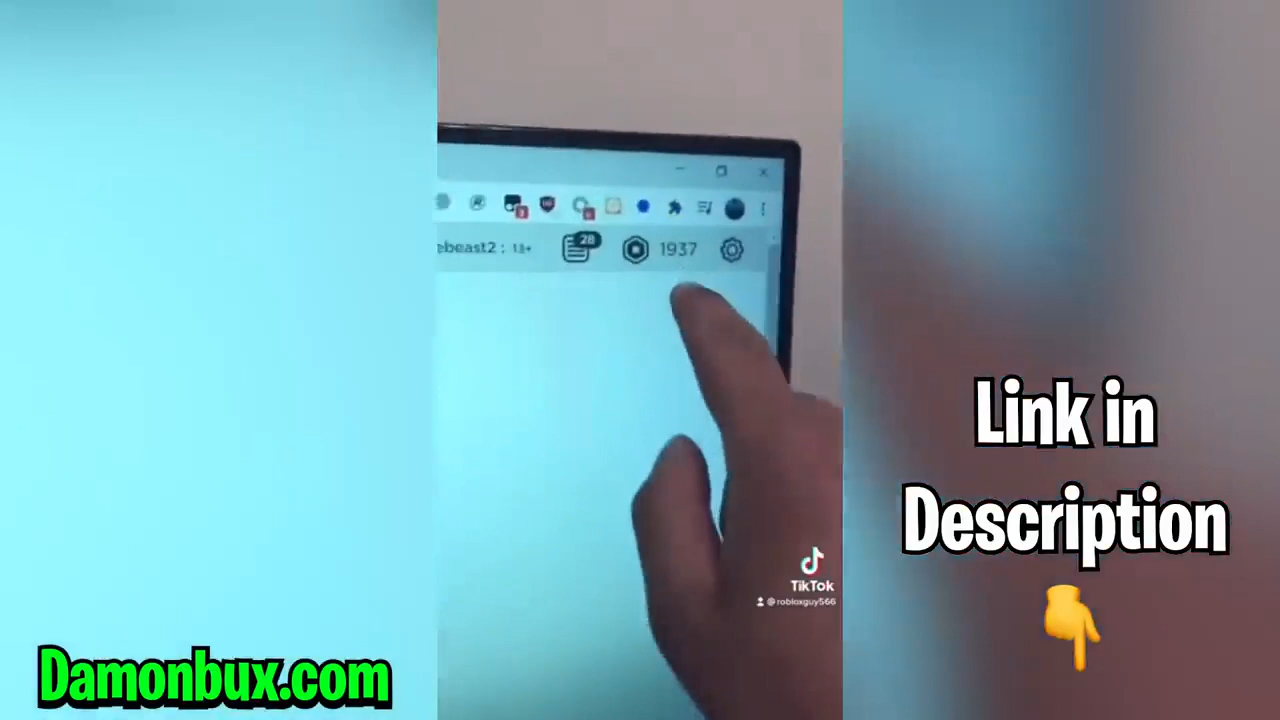 ebeast2 : 13+
28
1937
Link in
Description
TikTok
@robloxguy566
Damonbux.com